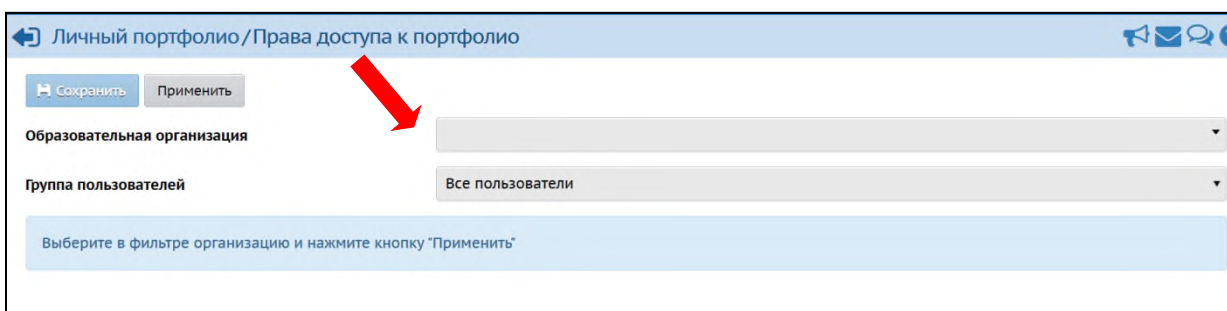 Личный портфолио/Права доступа к портфолио
Сохранить Применить
Образовательная организация
Группа пользователей Все пользователи
Выберите в фильтре организацию и нажмите кнопку "Применить"